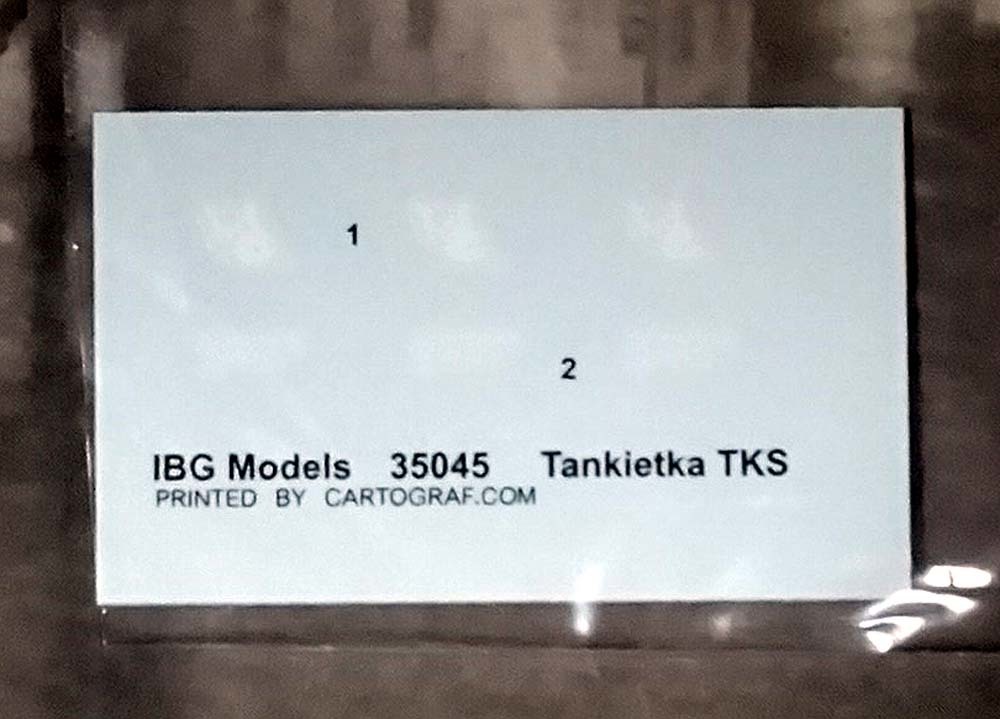 1
2
IBG Models 35045 Tankietka TKS
PRINTED BY CARTOGRAF.COM